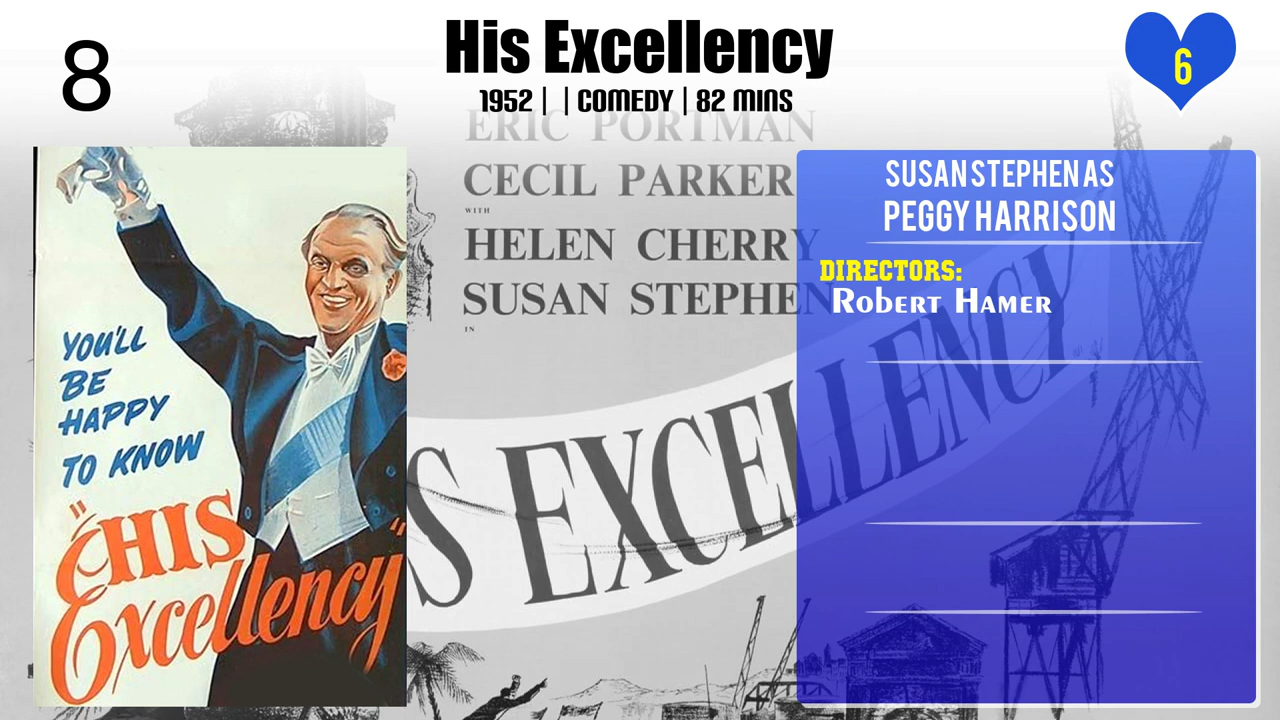 8
His Excellency
1952 | | COMEDY | 82 MINS
6
ERIC PORTMAN
CECIL PARKER
WITH
HELEN CHERRY
SUSAN STEPHEN
IN
S EXCELLENCY
YOU'LL
BE
HAPPY
TO KNOW
"HIS
Excellency"
SUSAN STEPHEN AS
PEGGY HARRISON
DIRECTORS:
ROBERT HAMER